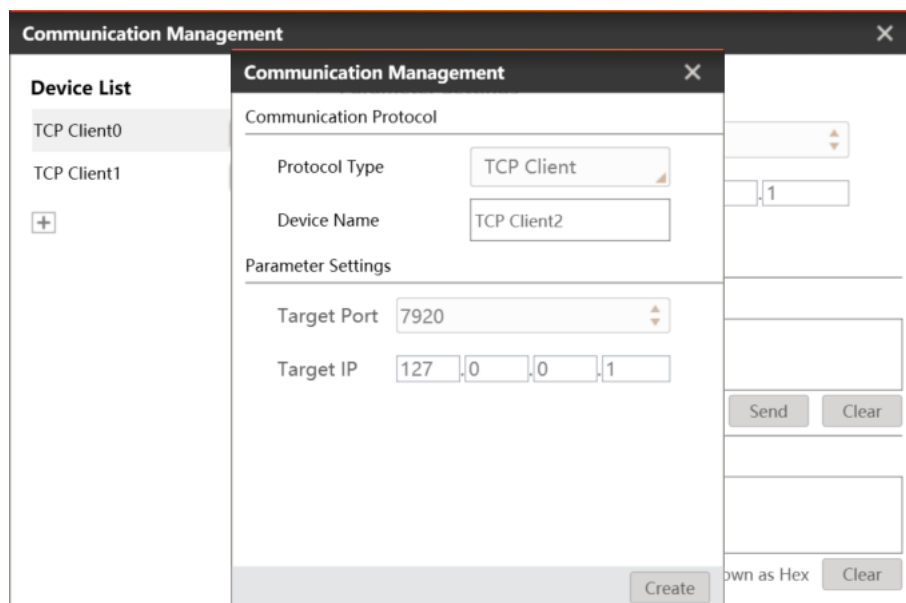 Communication Management
Device List
TCP Client0
TCP Client1
Communication Management
Communication Protocol
Protocol Type TCP Client
Device Name TCP Client2
Parameter Settings
Target Port 7920
Target IP 127.0.0.1
Create
.1
Send Clear
own as Hex Clear